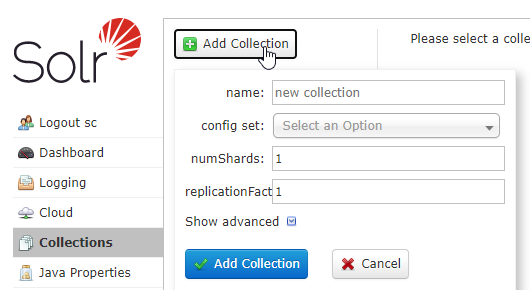 Solr
Add Collection
Please select a colle
name: new collection
config set: Select an Option
numShards: 1
replicationFact 1
Show advanced
Add Collection Cancel
Logout sc
Dashboard
Logging
Cloud
Collections
Java Properties